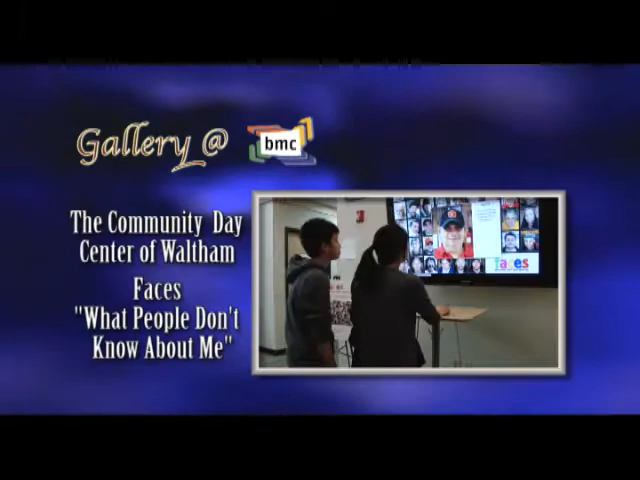 Gallery @ bmc
The Community Day
Center of Waltham
Faces
"What People Don't
Know About Me"
faces